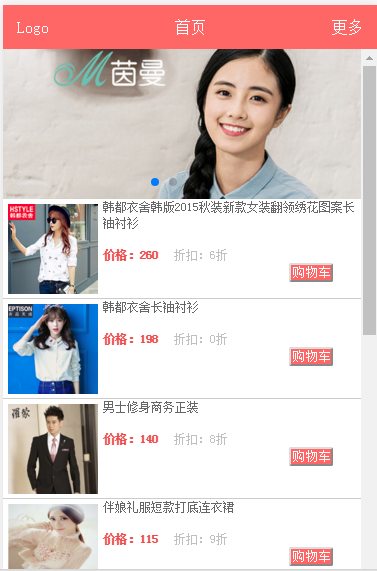 Logo 首页 更多
M茵曼
HSTYLE
韩都衣舍
韩都衣舍韩版2015秋装新款女装翻领绣花图案长
袖衬衫
价格：260 折扣：6折
购物车
EPTISON
韩都衣舍长袖衬衫
价格：198 折扣：0折
购物车
男士修身商务正装
价格：140 折扣：8折
购物车
伴娘礼服短款打底连衣裙
价格：115 折扣：9折
购物车